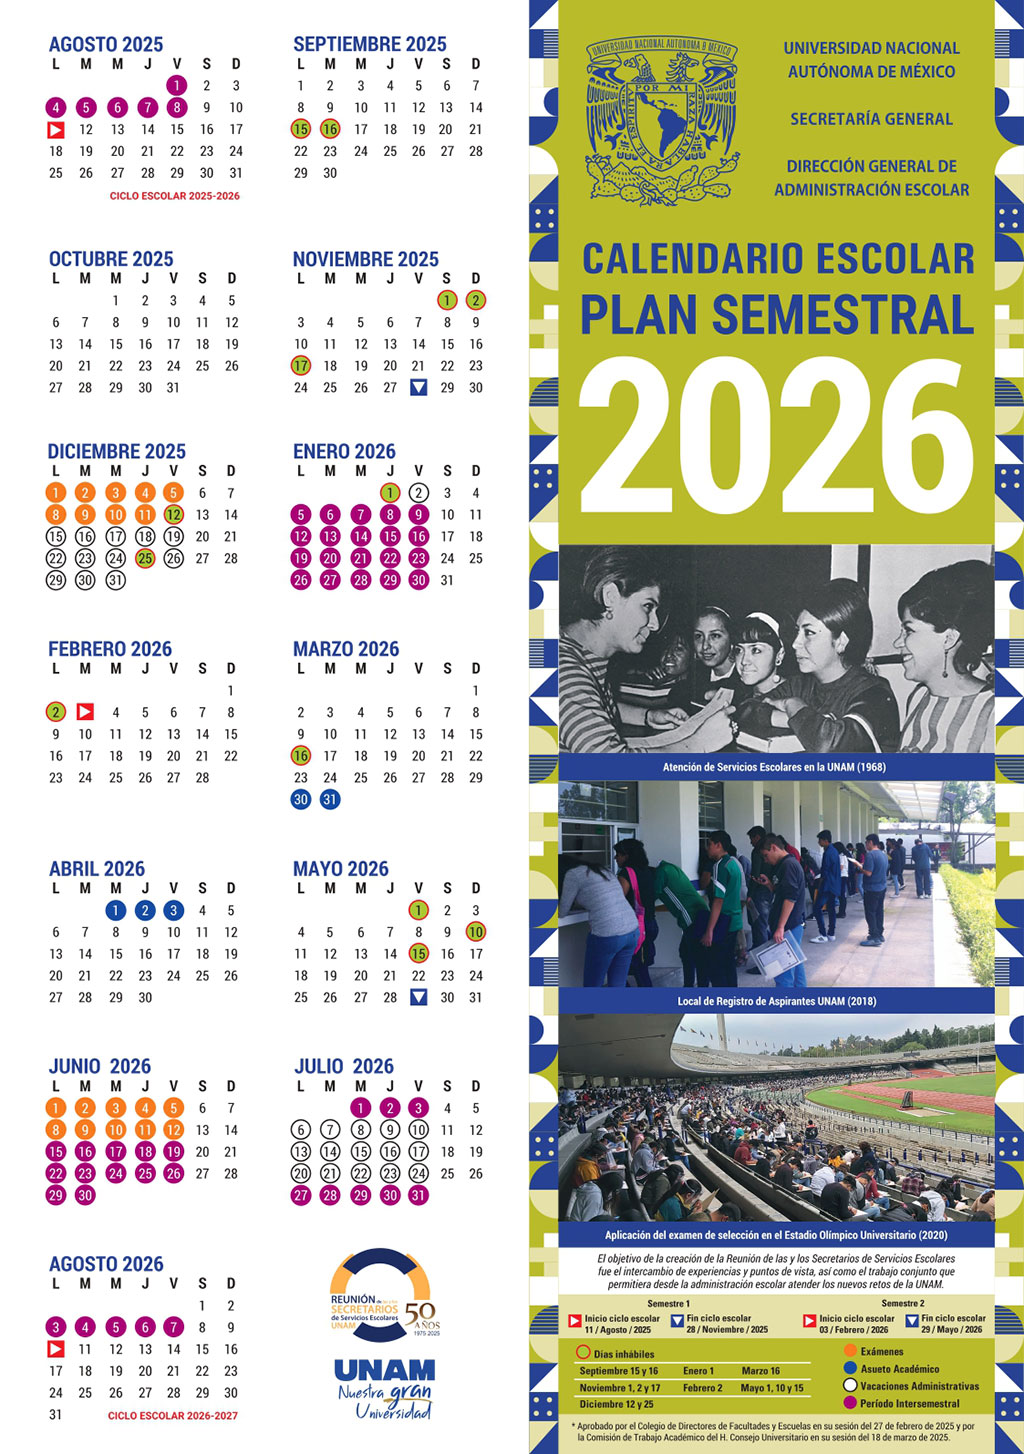 AGOSTO 2025
L M M J V S D
1 2 3
4 5 6 7 8 9 10
12 13 14 15 16 17
18 19 20 21 22 23 24
25 26 27 28 29 30 31
CICLO ESCOLAR 2025-2026
SEPTIEMBRE 2025
L M M J V S D
1 2 3 4 5 6 7
8 9 10 11 12 13 14
15 16 17 18 19 20 21
22 23 24 25 26 27 28
29 30
OCTUBRE 2025
L M M J V S D
1 2 3 4 5
6 7 8 9 10 11 12
13 14 15 16 17 18 19
20 21 22 23 24 25 26
27 28 29 30 31
NOVIEMBRE 2025
L M M J V S D
1 2
3 4 5 6 7 8 9
10 11 12 13 14 15 16
17 18 19 20 21 22 23
24 25 26 27 29 30
DICIEMBRE 2025
L M M J V S D
1 2 3 4 5 6 7
8 9 10 11 12 13 14
15 16 17 18 19 20 21
22 23 24 25 26 27 28
29 30 31
ENERO 2026
L M M J V S D
1 2 3 4
5 6 7 8 9 10 11
12 13 14 15 16 17 18
19 20 21 22 23 24 25
26 27 28 29 30 31
FEBRERO 2026
L M M J V S D
1
2 4 5 6 7 8
9 10 11 12 13 14 15
16 17 18 19 20 21 22
23 24 25 26 27 28
MARZO 2026
L M M J V S D
1
2 3 4 5 6 7 8
9 10 11 12 13 14 15
16 17 18 19 20 21 22
23 24 25 26 27 28 29
30 31
ABRIL 2026
L M M J V S D
1 2 3 4 5
6 7 8 9 10 11 12
13 14 15 16 17 18 19
20 21 22 23 24 25 26
27 28 29 30
MAYO 2026
L M M J V S D
1 2 3
4 5 6 7 8 9 10
11 12 13 14 15 16 17
18 19 20 21 22 23 24
25 26 27 28 30 31
JUNIO 2026
L M M J V S D
1 2 3 4 5 6 7
8 9 10 11 12 13 14
15 16 17 18 19 20 21
22 23 24 25 26 27 28
29 30
JULIO 2026
L M M J V S D
1 2 3 4 5
6 7 8 9 10 11 12
13 14 15 16 17 18 19
20 21 22 23 24 25 26
27 28 29 30 31
AGOSTO 2026
L M M J V S D
1 2
3 4 5 6 7 8 9
11 12 13 14 15 16
17 18 19 20 21 22 23
24 25 26 27 28 29 30
31
CICLO ESCOLAR 2026-2027
REUNIÓN de las y los
SECRETARIOS
de Servicios Escolares
UNAM
50
AÑOS
1975-2025
UNAM
Nuestra gran
Universidad
UNIVERSIDAD NACIONAL AUTONOMA D MEXICO
POR MI RAZA HABLARA EL ESPIRITU
UNIVERSIDAD NACIONAL
AUTÓNOMA DE MÉXICO
SECRETARÍA GENERAL
DIRECCIÓN GENERAL DE
ADMINISTRACIÓN ESCOLAR
CALENDARIO ESCOLAR
PLAN SEMESTRAL
2026
Atención de Servicios Escolares en la UNAM (1968)
Local de Registro de Aspirantes UNAM (2018)
Aplicación del examen de selección en el Estadio Olímpico Universitario (2020)
El objetivo de la creación de la Reunión de las y los Secretarios de Servicios Escolares
fue el intercambio de experiencias y puntos de vista, así como el trabajo conjunto que
permitiera desde la administración escolar atender los nuevos retos de la UNAM.
Semestre 1
Inicio ciclo escolar
11 / Agosto / 2025
Fin ciclo escolar
28 / Noviembre / 2025
Semestre 2
Inicio ciclo escolar
03 / Febrero / 2026
Fin ciclo escolar
29 / Mayo / 2026
Días inhábiles
Septiembre 15 y 16 Enero 1 Marzo 16
Noviembre 1, 2 y 17 Febrero 2 Mayo 1, 10 y 15
Diciembre 12 y 25
Exámenes
Asueto Académico
Vacaciones Administrativas
Período Intersemestral
* Aprobado por el Colegio de Directores de Facultades y Escuelas en su sesión del 27 de febrero de 2025 y por
la Comisión de Trabajo Académico del H. Consejo Universitario en su sesión del 18 de marzo de 2025.